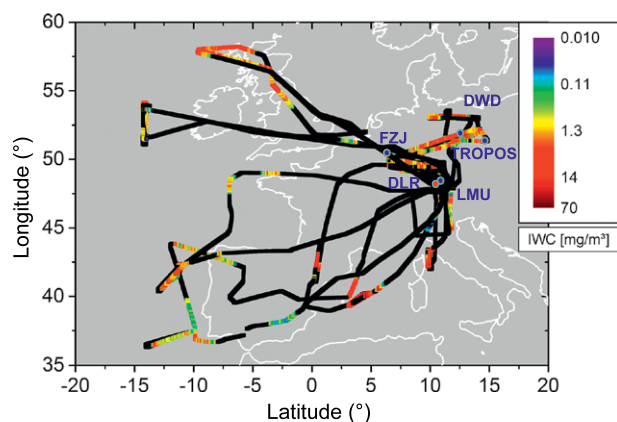 60
55
50
45
40
35
Longitude (°)
-20
-15
-10
-5
0
5
10
15
20
Latitude (°)
FZJ
DWD
TROPOS
DLR
LMU
0.010
0.11
1.3
14
70
IWC [mg/m³]